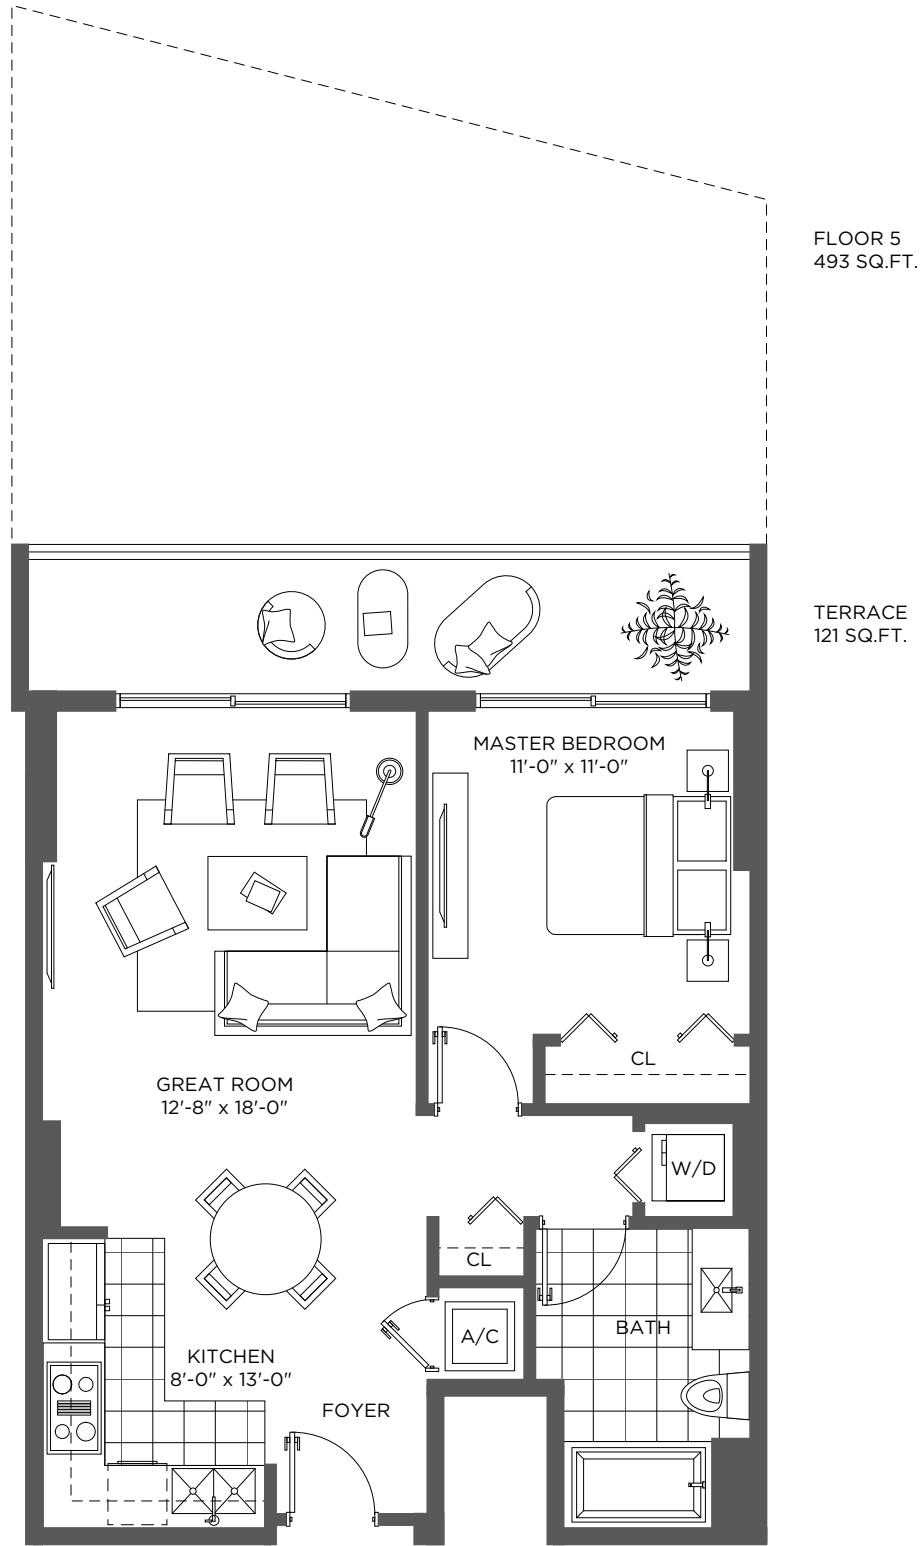 FLOOR 5
493 SQ.FT.
TERRACE
121 SQ.FT.
MASTER BEDROOM
11'-0" x 11'-0"
CL
GREAT ROOM
12'-8" x 18'-0"
W/D
CL
BATH
A/C
KITCHEN
8'-0" x 13'-0"
FOYER